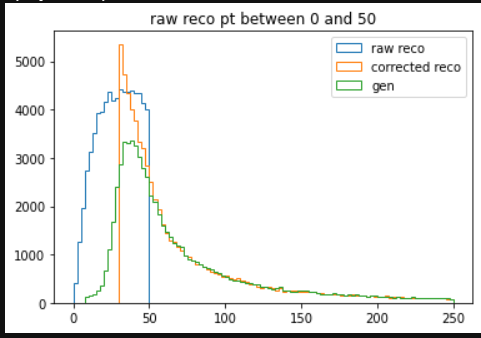 raw reco pt between 0 and 50
raw reco
corrected reco
gen
5000
4000
3000
2000
1000
0
0 50 100 150 200 250